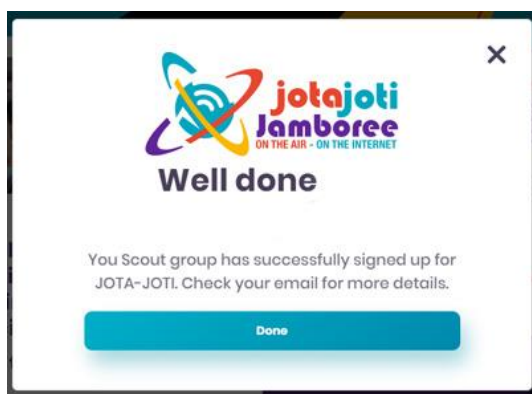 jotajoti
Jamboree
ON THE AIR - ON THE INTERNET
Well done
You Scout group has successfully signed up for
JOTA-JOTI. Check your email for more details.
Done